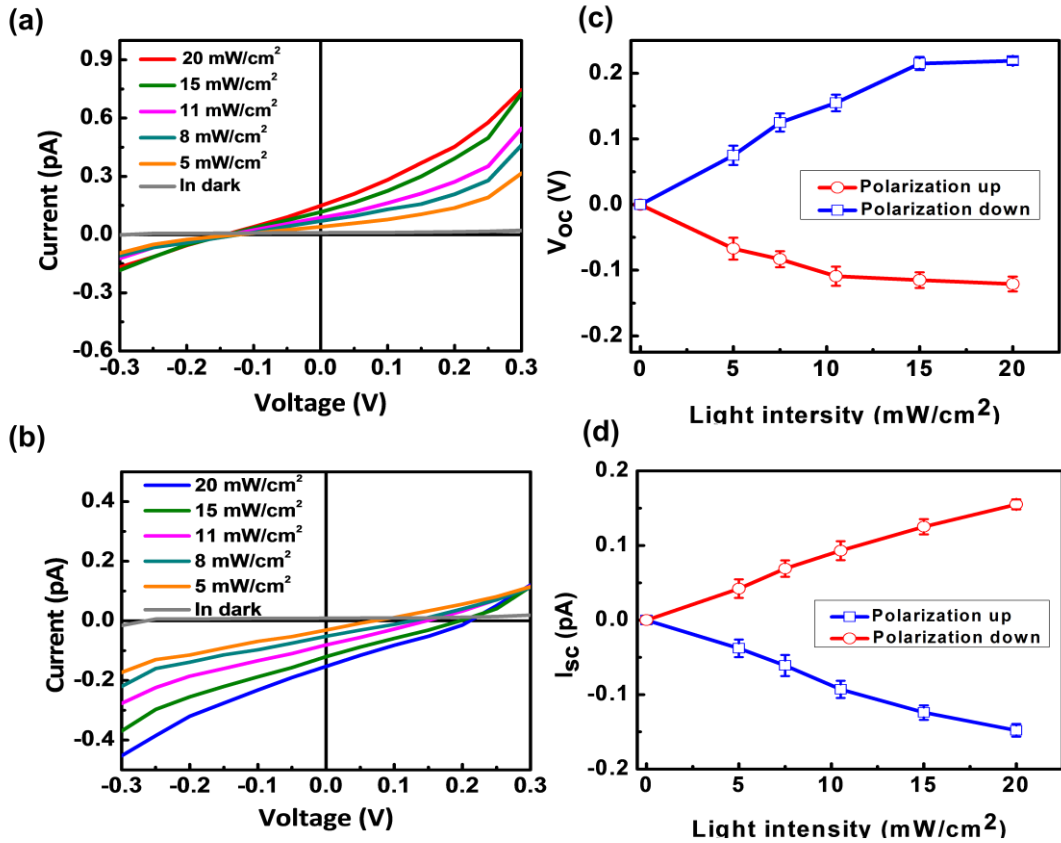 (a)
0.9
0.6
0.3
0.0
-0.3
-0.6
Current (pA)
20 mW/cm²
15 mW/cm²
11 mW/cm²
8 mW/cm²
5 mW/cm²
In dark
-0.3 -0.2 -0.1 0.0 0.1 0.2 0.3
Voltage (V)
(c)
0.2
0.1
0.0
-0.1
-0.2
Voc (V)
Polarization up
Polarization down
0 5 10 15 20
Light intersity (mW/cm²)
(b)
0.4
0.2
0.0
-0.2
-0.4
Current (pA)
20 mW/cm²
15 mW/cm²
11 mW/cm²
8 mW/cm²
5 mW/cm²
In dark
-0.3 -0.2 -0.1 0.0 0.1 0.2 0.3
Voltage (V)
(d)
0.2
0.1
0.0
-0.1
-0.2
Isc (pA)
Polarization up
Polarization down
0 5 10 15 20
Light intensity (mW/cm²)